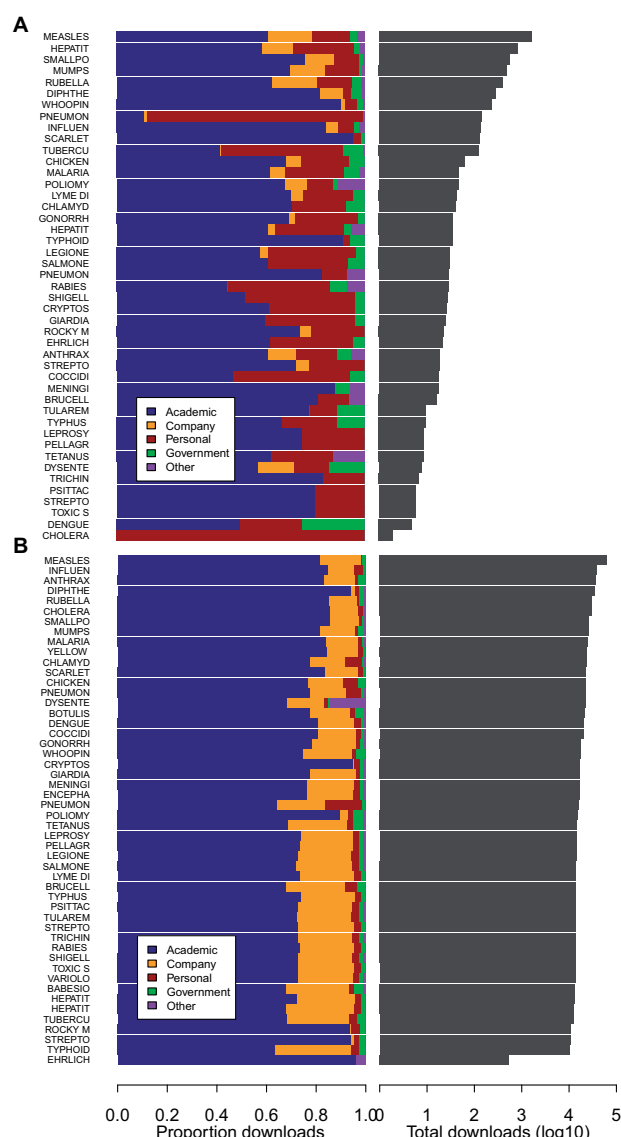 A
MEASLES
HEPATIT
SMALLPO
MUMPS
RUBELLA
DIPHTHE
WHOOPIN
PNEUMON
INFLUEN
SCARLET
TUBERCU
CHICKEN
MALARIA
POLIOMY
LYME DI
CHLAMYD
GONORRH
HEPATIT
TYPHOID
LEGIONE
SALMONE
PNEUMON
RABIES
SHIGELL
CRYPTOS
GIARDIA
ROCKY M
EHRLICH
ANTHRAX
STREPTO
COCCIDI
MENINGI
BRUCELL
TULAREM
TYPHUS
LEPROSY
PELLAGR
TETANUS
DYSENTE
TRICHIN
PSITTAC
STREPTO
TOXIC S
DENGUE
CHOLERA
Academic
Company
Personal
Government
Other
B
MEASLES
INFLUEN
ANTHRAX
DIPHTHE
RUBELLA
CHOLERA
SMALLPO
MUMPS
MALARIA
YELLOW
CHLAMYD
SCARLET
CHICKEN
PNEUMON
DYSENTE
BOTULIS
DENGUE
COCCIDI
GONORRH
WHOOPIN
CRYPTOS
GIARDIA
MENINGI
ENCEPHA
PNEUMON
POLIOMY
TETANUS
LEPROSY
PELLAGR
LEGIONE
SALMONE
LYME DI
BRUCELL
TYPHUS
PSITTAC
TULAREM
STREPTO
TRICHIN
RABIES
SHIGELL
TOXIC S
VARIOLO
BABESIO
HEPATIT
HEPATIT
TUBERCU
ROCKY M
STREPTO
TYPHOID
EHRLICH
Academic
Company
Personal
Government
Other
0.0 0.2 0.4 0.6 0.8 1.0
0 1 2 3 4 5
Proportion downloads
Total downloads (log10)